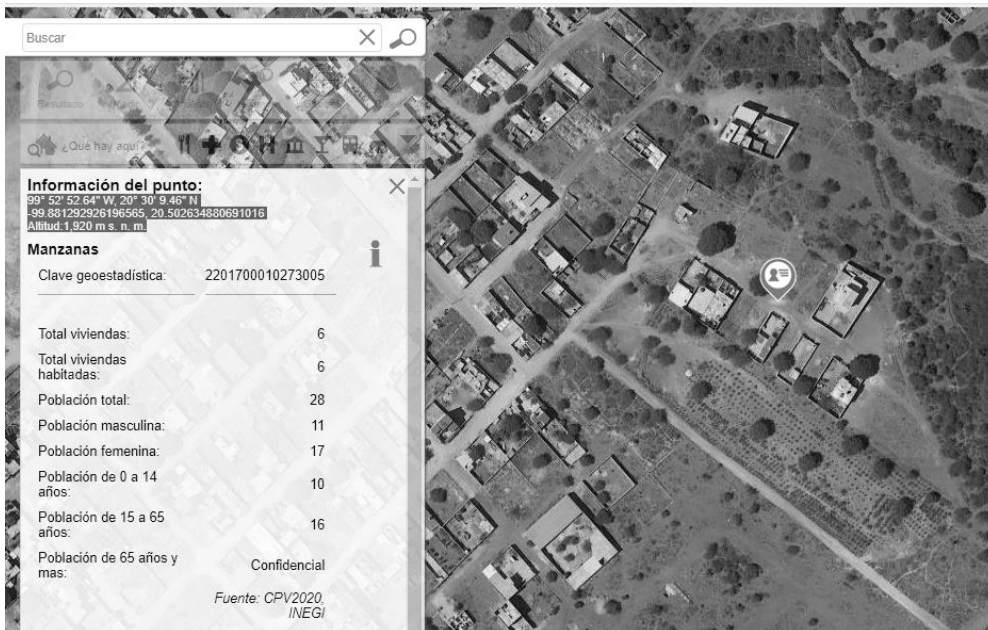 Buscar
Resultado
¿Qué hay aquí?
Información del punto:
99° 52' 52.64" W, 20° 30' 9.46" N
-99.881292926196565, 20.502634880691016
Altitud:1,920 m s. n. m.
Manzanas
Clave geoestadística: 2201700010273005
Total viviendas: 6
Total viviendas
habitadas: 6
Población total: 28
Población masculina: 11
Población femenina: 17
Población de 0 a 14
años: 10
Población de 15 a 65
años: 16
Población de 65 años y
mas: Confidencial
Fuente: CPV2020,
INEGI